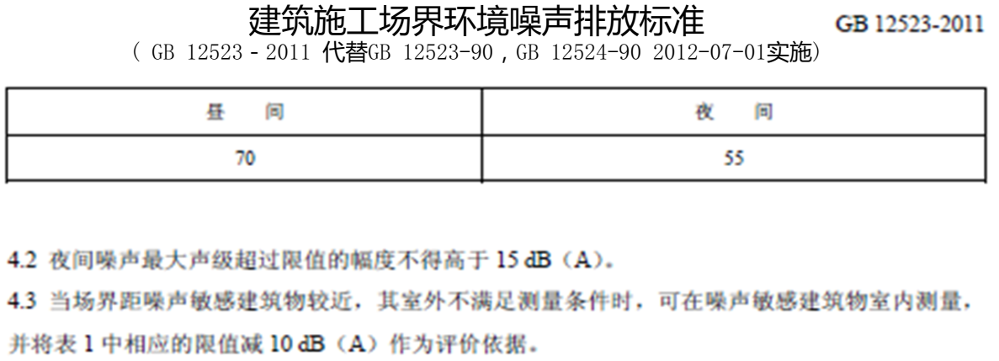 建筑施工场界环境噪声排放标准 GB 12523-2011
( GB 12523－2011 代替GB 12523-90，GB 12524-90 2012-07-01实施)
昼 间 夜 间
70 55
4.2 夜间噪声最大声级超过限值的幅度不得高于 15 dB（A）。
4.3 当场界距噪声敏感建筑物较近，其室外不满足测量条件时，可在噪声敏感建筑物室内测量，
并将表 1 中相应的限值减 10 dB（A）作为评价依据。